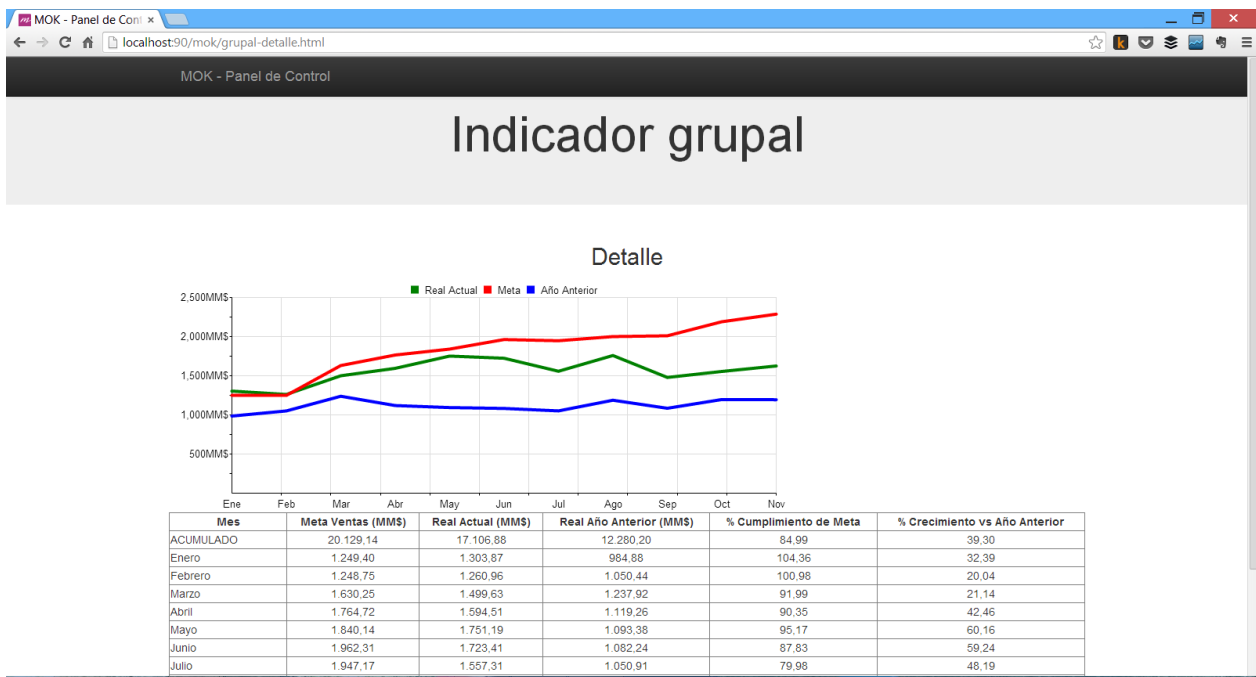 MOK - Panel de Cont
localhost:90/mok/grupal-detalle.html
MOK - Panel de Control
Indicador grupal
Detalle
Real Actual Meta Año Anterior
2,500MM$
2,000MM$
1,500MM$
1,000MM$
500MM$
Ene Feb Mar Abr May Jun Jul Ago Sep Oct Nov
Mes Meta Ventas (MM$) Real Actual (MM$) Real Año Anterior (MM$) % Cumplimiento de Meta % Crecimiento vs Año Anterior
ACUMULADO 20.129,14 17.106,88 12.280,20 84,99 39,30
Enero 1.249,40 1.303,87 984,88 104,36 32,39
Febrero 1.248,75 1.260,96 1.050,44 100,98 20,04
Marzo 1.630,25 1.499,63 1.237,92 91,99 21,14
Abril 1.764,72 1.594,51 1.119,26 90,35 42,46
Mayo 1.840,14 1.751,19 1.093,38 95,17 60,16
Junio 1.962,31 1.723,41 1.082,24 87,83 59,24
Julio 1.947,17 1.557,31 1.050,91 79,98 48,19